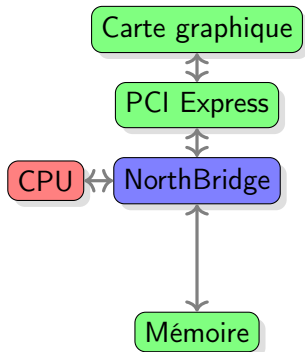 Carte graphique
PCI Express
CPU
NorthBridge
Mémoire